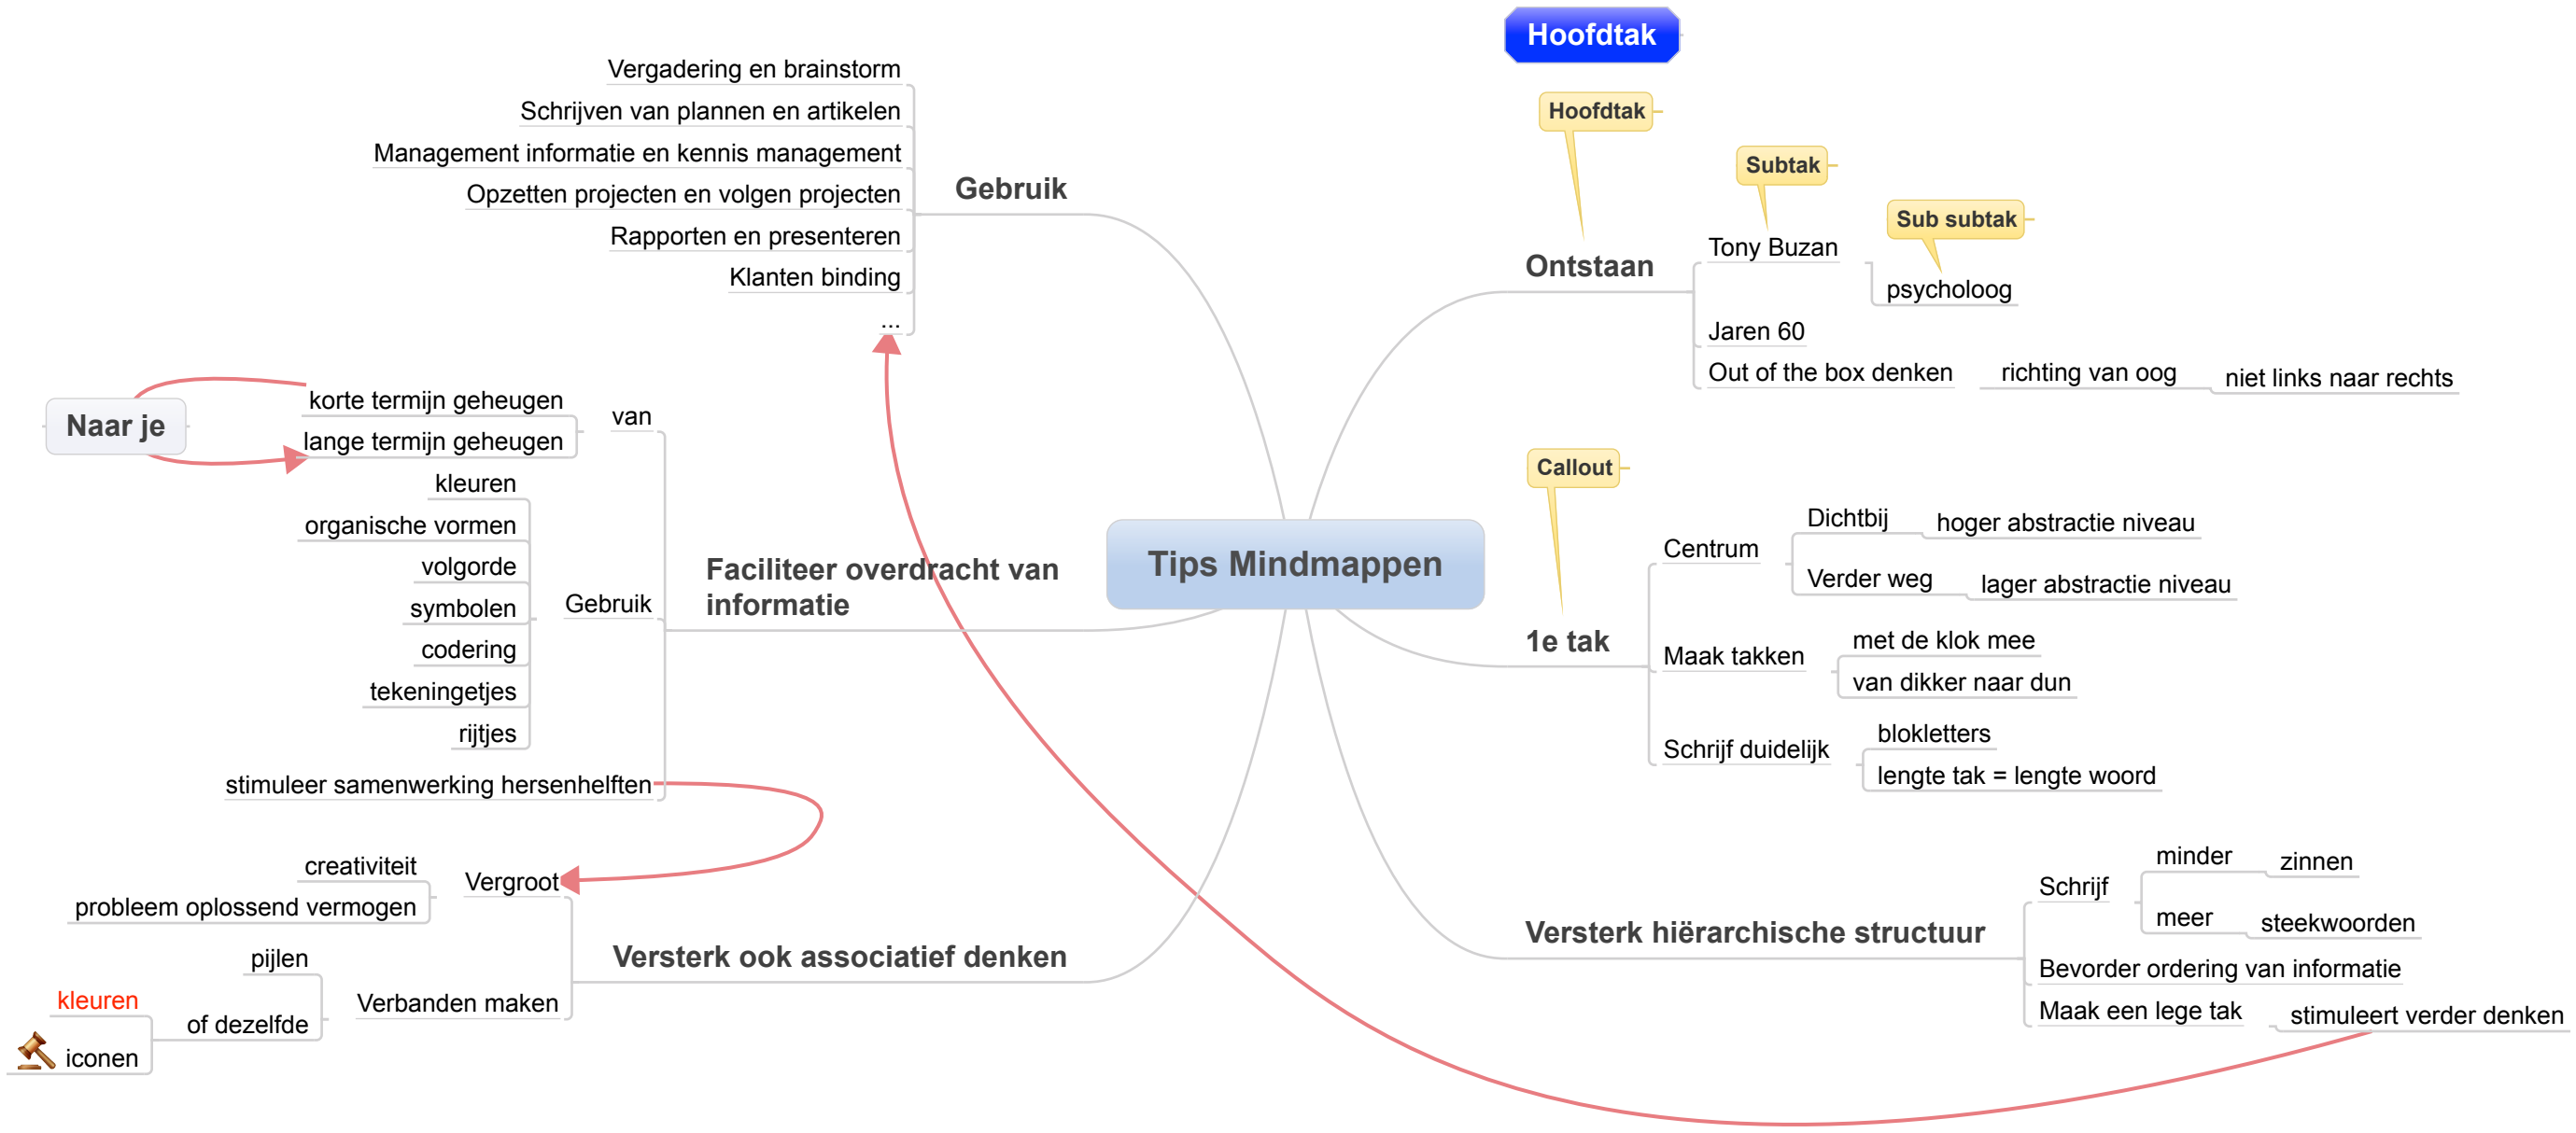 Tips Mindmappen
Hoofdtak
Hoofdtak
Subtak
Sub subtak
Ontstaan
Tony Buzan
psycholoog
Jaren 60
Out of the box denken
richting van oog
niet links naar rechts
Callout
1e tak
Centrum
Dichtbij
hoger abstractie niveau
Verder weg
lager abstractie niveau
Maak takken
met de klok mee
van dikker naar dun
Schrijf duidelijk
blokletters
lengte tak = lengte woord
Versterk hiërarchische structuur
Schrijf
minder
zinnen
meer
steekwoorden
Bevorder ordering van informatie
Maak een lege tak
stimuleert verder denken
Versterk ook associatief denken
Vergroot
creativiteit
probleem oplossend vermogen
Verbanden maken
pijlen
of dezelfde
kleuren
iconen
Faciliteer overdracht van
informatie
van
korte termijn geheugen
lange termijn geheugen
Naar je
Gebruik
kleuren
organische vormen
volgorde
symbolen
codering
tekeningetjes
rijtjes
stimuleer samenwerking hersenhelften
Gebruik
Vergadering en brainstorm
Schrijven van plannen en artikelen
Management informatie en kennis management
Opzetten projecten en volgen projecten
Rapporten en presenteren
Klanten binding
...